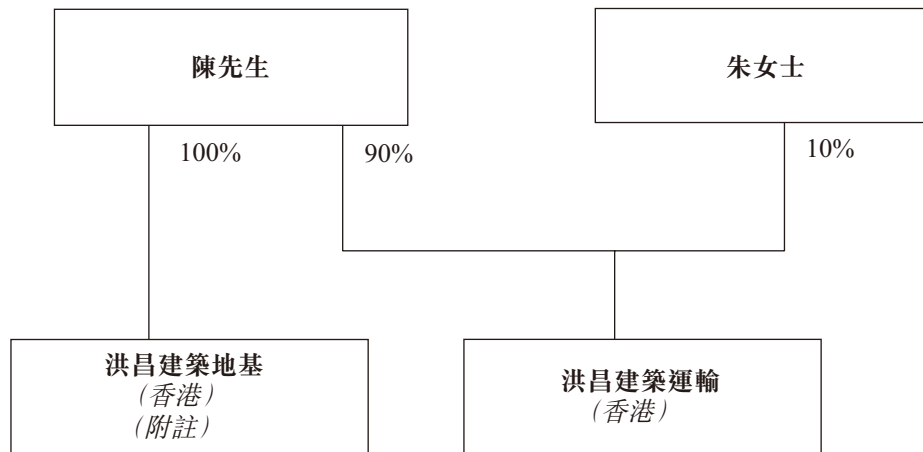 陳先生
朱女士
100%
90%
10%
洪昌建築地基
(香港)
(附註)
洪昌建築運輸
(香港)